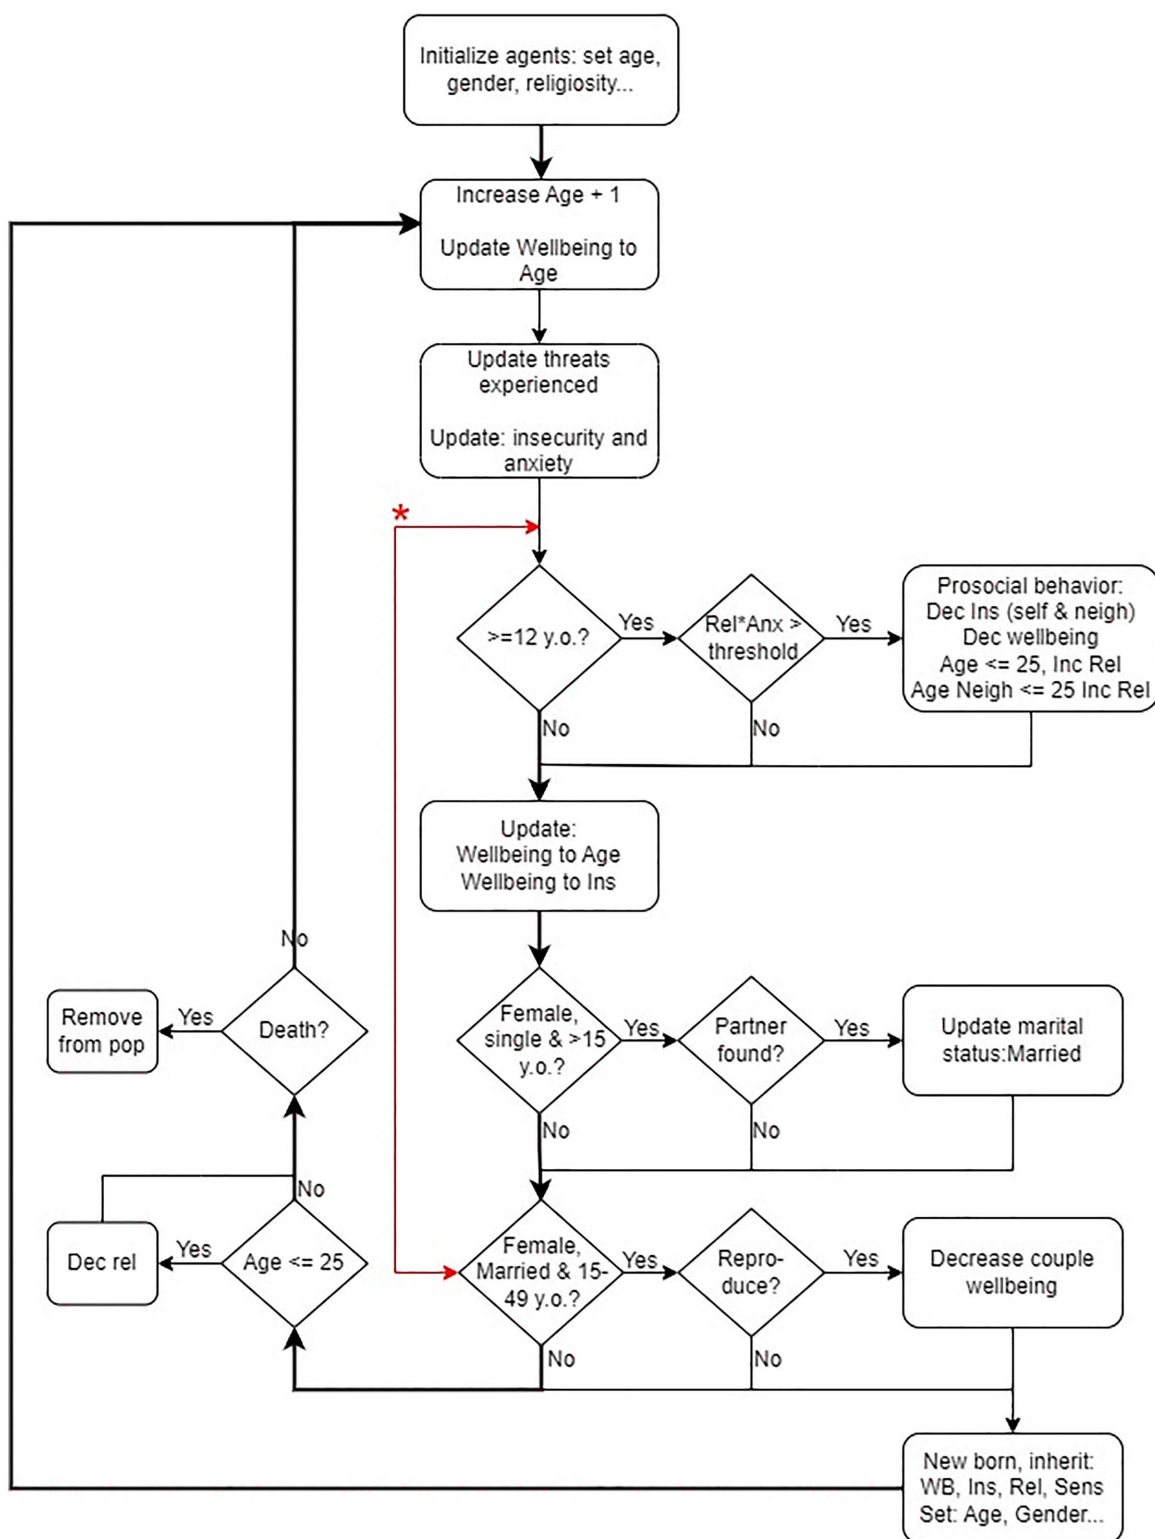 Initialize agents: set age,
gender, religiosity...
Increase Age + 1
Update Wellbeing to
Age
Update threats
experienced
Update: insecurity and
anxiety
*
>=12 y.o.?
Yes
Rel*Anx >
threshold
Yes
Prosocial behavior:
Dec Ins (self & neigh)
Dec wellbeing
Age <= 25, Inc Rel
Age Neigh <= 25 Inc Rel
No
No
Update:
Wellbeing to Age
Wellbeing to Ins
No
Remove
from pop
Yes
Death?
Female,
single & >15
y.o.?
Yes
Partner
found?
Yes
Update marital
status:Married
No
No
No
Dec rel
Yes
Age <= 25
Female,
Married & 15-
49 y.o.?
Yes
Repro-
duce?
Yes
Decrease couple
wellbeing
No
No
New born, inherit:
WB, Ins, Rel, Sens
Set: Age, Gender...